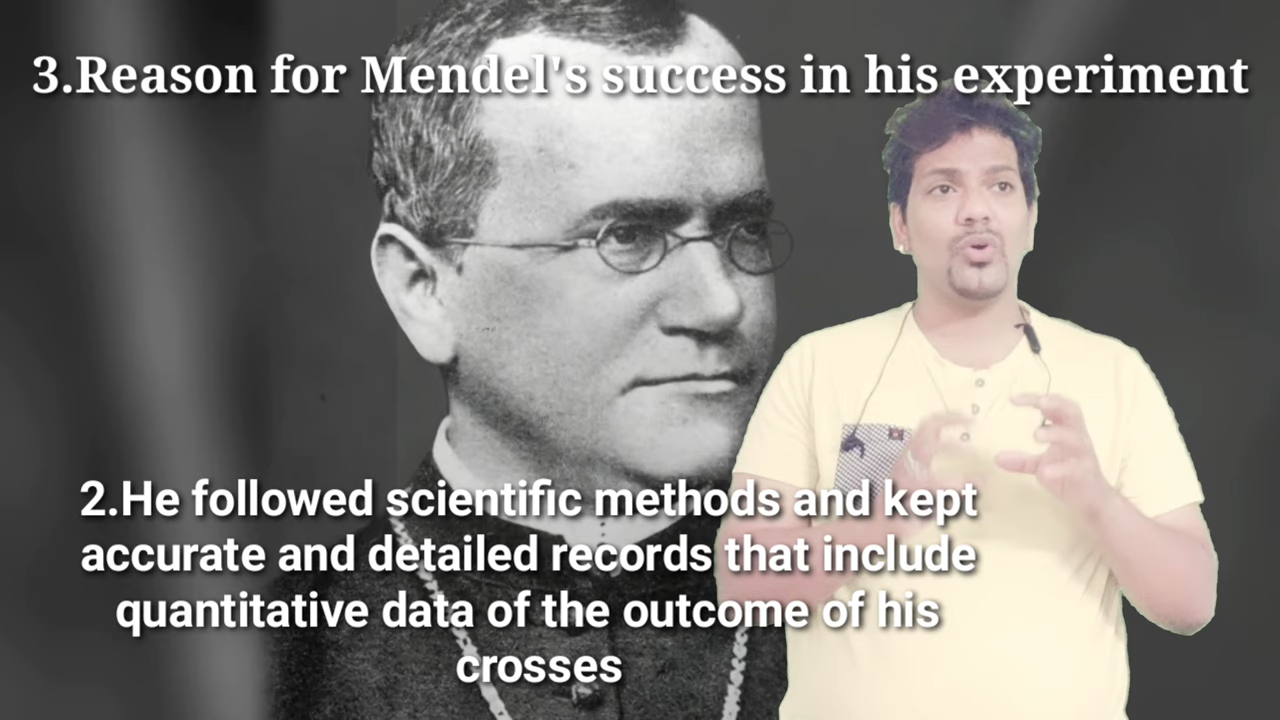 3.Reason for Mendel's success in his experiment
2.He followed scientific methods and kept
accurate and detailed records that include
quantitative data of the outcome of his
crosses